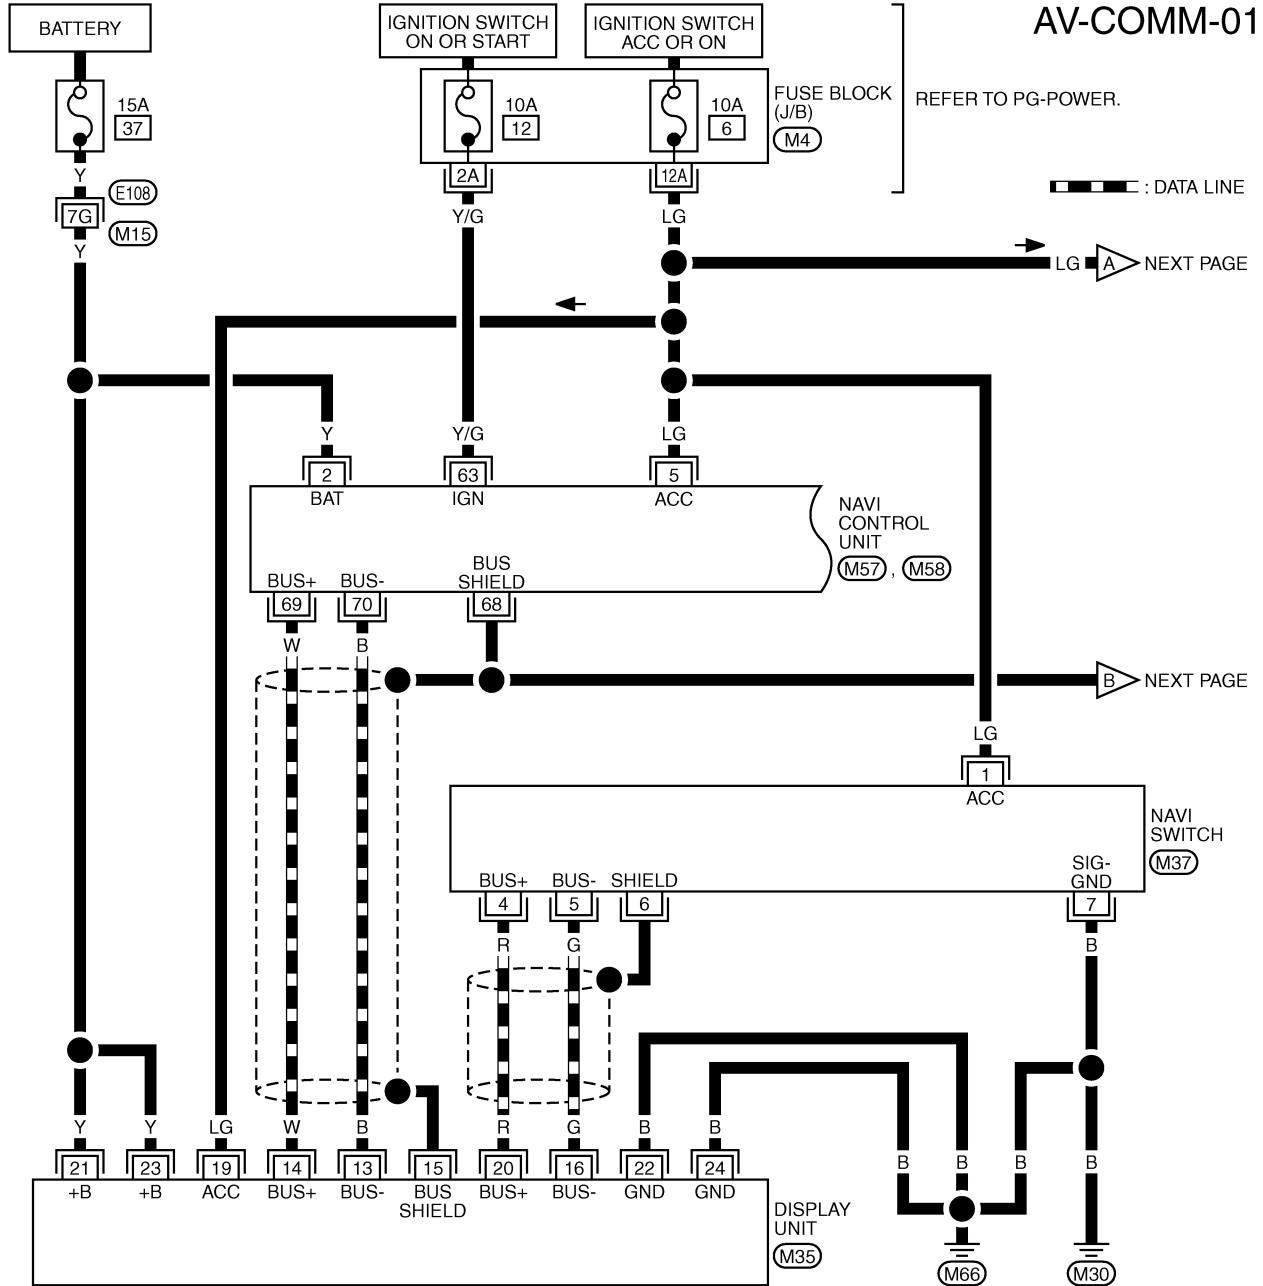 AV-COMM-01
BATTERY
IGNITION SWITCH
ON OR START
IGNITION SWITCH
ACC OR ON
15A
37
10A
12
10A
6
FUSE BLOCK
(J/B)
M4
REFER TO PG-POWER.
Y
2A
12A
E108
: DATA LINE
7G
Y/G
LG
M15
Y
LG
A
NEXT PAGE
Y
Y/G
LG
2
63
5
BAT
IGN
ACC
NAVI
CONTROL
UNIT
M57 , M58
BUS+
BUS-
BUS
SHIELD
69
70
68
W
B
B
NEXT PAGE
LG
1
ACC
NAVI
SWITCH
M37
BUS+
BUS-
SHIELD
SIG-
GND
4
5
6
7
R
G
B
Y
Y
LG
W
B
R
G
B
B
B
B
B
B
21
23
19
14
13
15
20
16
22
24
+B
+B
ACC
BUS+
BUS-
BUS
SHIELD
BUS+
BUS-
GND
GND
DISPLAY
UNIT
M35
M66
M30